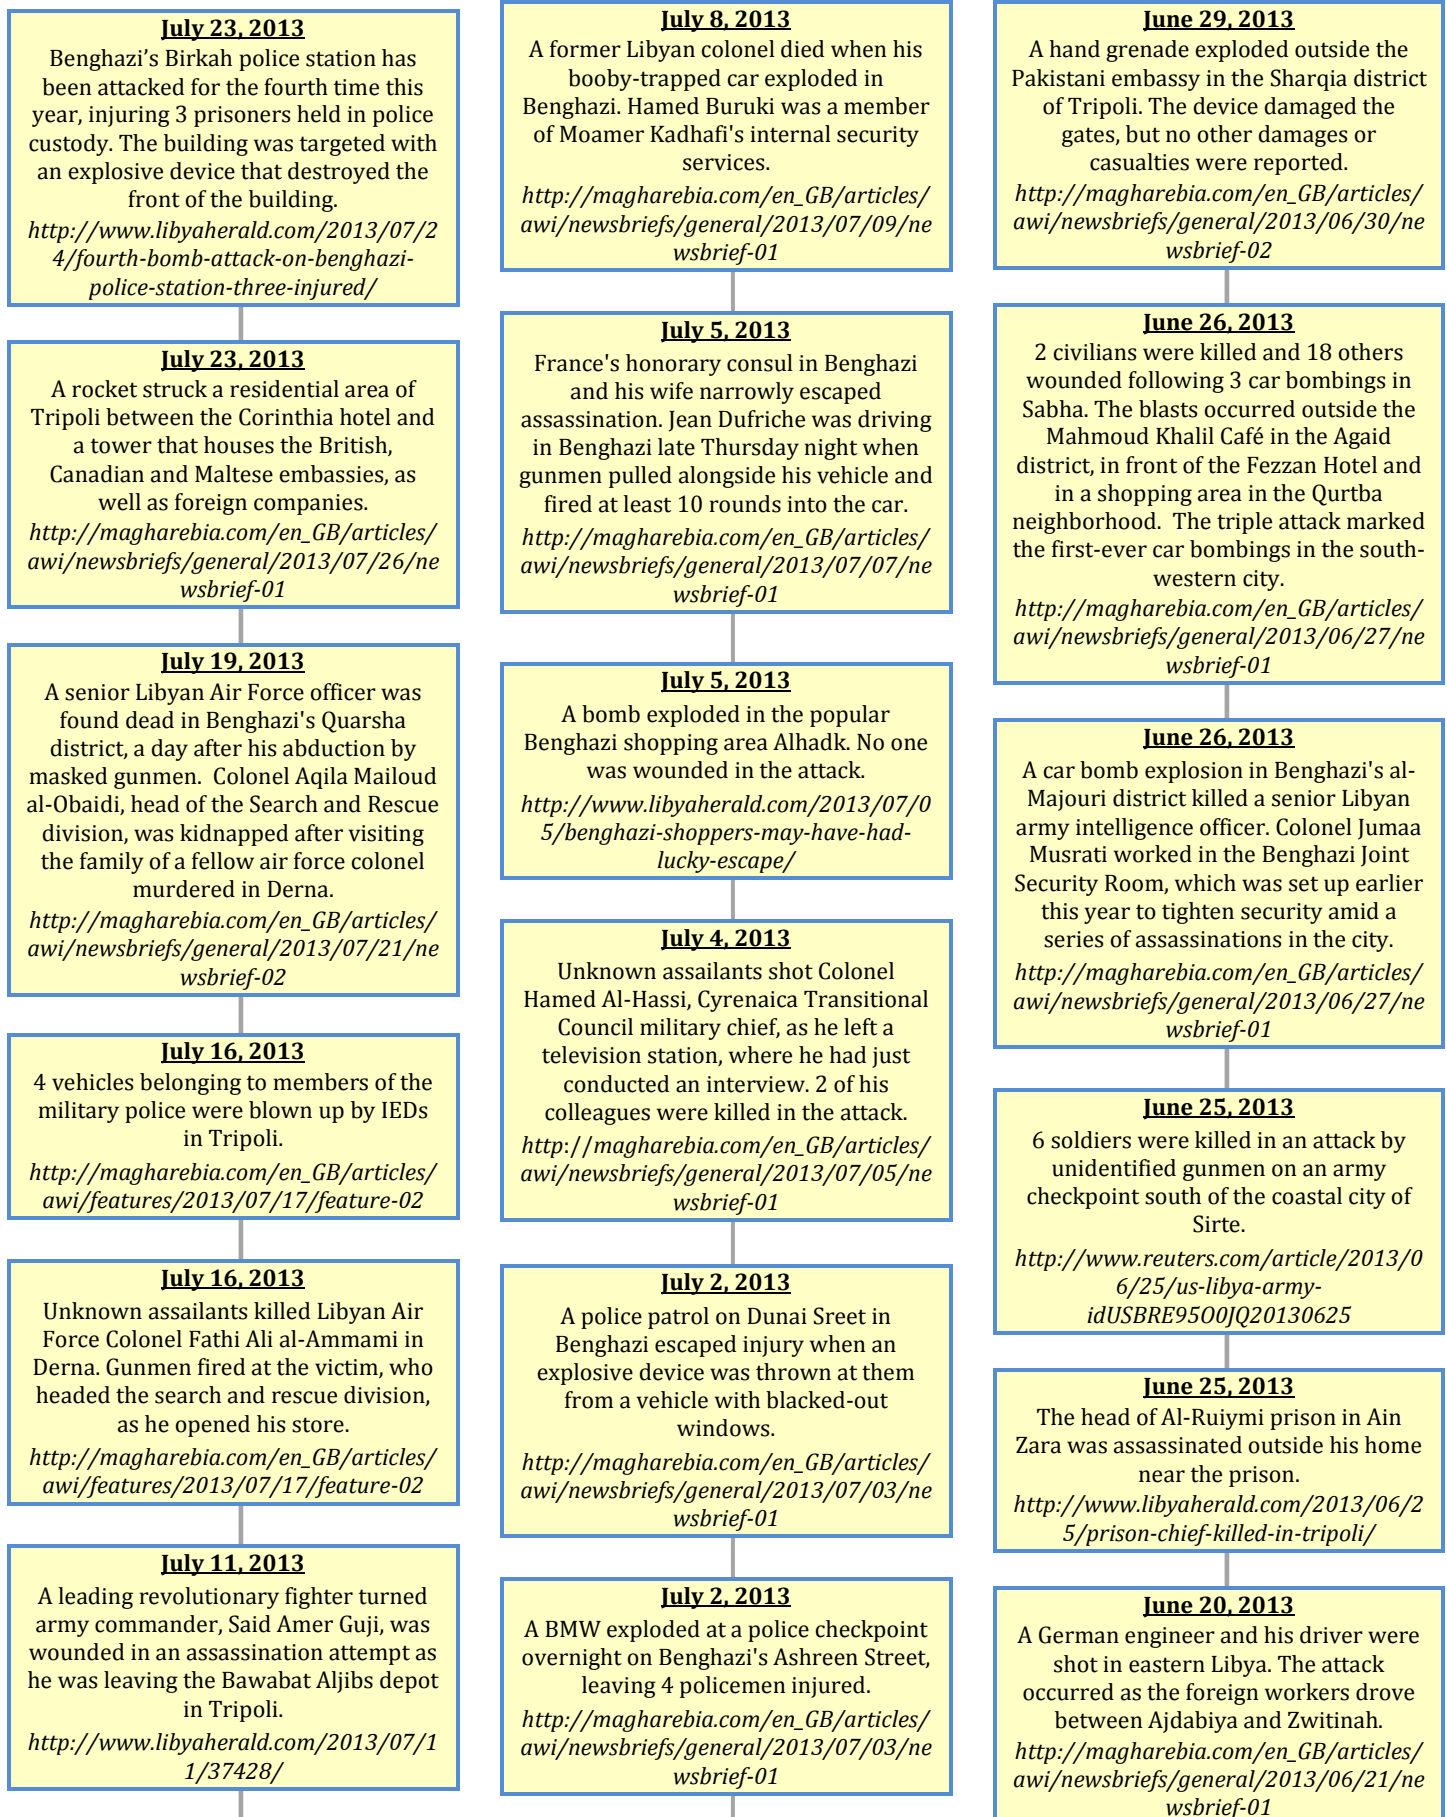 July 23, 2013
Benghazi’s Birkah police station has
been attacked for the fourth time this
year, injuring 3 prisoners held in police
custody. The building was targeted with
an explosive device that destroyed the
front of the building.
http://www.libyaherald.com/2013/07/2
4/fourth-bomb-attack-on-benghazi-
police-station-three-injured/
July 23, 2013
A rocket struck a residential area of
Tripoli between the Corinthia hotel and
a tower that houses the British,
Canadian and Maltese embassies, as
well as foreign companies.
http://magharebia.com/en_GB/articles/
awi/newsbriefs/general/2013/07/26/ne
wsbrief-01
July 19, 2013
A senior Libyan Air Force officer was
found dead in Benghazi's Quarsha
district, a day after his abduction by
masked gunmen.  Colonel Aqila Mailoud
al-Obaidi, head of the Search and Rescue
division, was kidnapped after visiting
the family of a fellow air force colonel
murdered in Derna.
http://magharebia.com/en_GB/articles/
awi/newsbriefs/general/2013/07/21/ne
wsbrief-02
July 16, 2013
4 vehicles belonging to members of the
military police were blown up by IEDs
in Tripoli.
http://magharebia.com/en_GB/articles/
awi/features/2013/07/17/feature-02
July 16, 2013
Unknown assailants killed Libyan Air
Force Colonel Fathi Ali al-Ammami in
Derna. Gunmen fired at the victim, who
headed the search and rescue division,
as he opened his store.
http://magharebia.com/en_GB/articles/
awi/features/2013/07/17/feature-02
July 11, 2013
A leading revolutionary fighter turned
army commander, Said Amer Guji, was
wounded in an assassination attempt as
he was leaving the Bawabat Aljibs depot
in Tripoli.
http://www.libyaherald.com/2013/07/1
1/37428/
July 8, 2013
A former Libyan colonel died when his
booby-trapped car exploded in
Benghazi. Hamed Buruki was a member
of Moamer Kadhafi's internal security
services.
http://magharebia.com/en_GB/articles/
awi/newsbriefs/general/2013/07/09/ne
wsbrief-01
July 5, 2013
France's honorary consul in Benghazi
and his wife narrowly escaped
assassination. Jean Dufriche was driving
in Benghazi late Thursday night when
gunmen pulled alongside his vehicle and
fired at least 10 rounds into the car.
http://magharebia.com/en_GB/articles/
awi/newsbriefs/general/2013/07/07/ne
wsbrief-01
July 5, 2013
A bomb exploded in the popular
Benghazi shopping area Alhadk. No one
was wounded in the attack.
http://www.libyaherald.com/2013/07/0
5/benghazi-shoppers-may-have-had-
lucky-escape/
July 4, 2013
Unknown assailants shot Colonel
Hamed Al-Hassi, Cyrenaica Transitional
Council military chief, as he left a
television station, where he had just
conducted an interview. 2 of his
colleagues were killed in the attack.
http://magharebia.com/en_GB/articles/
awi/newsbriefs/general/2013/07/05/ne
wsbrief-01
July 2, 2013
A police patrol on Dunai Sreet in
Benghazi escaped injury when an
explosive device was thrown at them
from a vehicle with blacked-out
windows.
http://magharebia.com/en_GB/articles/
awi/newsbriefs/general/2013/07/03/ne
wsbrief-01
July 2, 2013
A BMW exploded at a police checkpoint
overnight on Benghazi's Ashreen Street,
leaving 4 policemen injured.
http://magharebia.com/en_GB/articles/
awi/newsbriefs/general/2013/07/03/ne
wsbrief-01
June 29, 2013
A hand grenade exploded outside the
Pakistani embassy in the Sharqia district
of Tripoli. The device damaged the
gates, but no other damages or
casualties were reported.
http://magharebia.com/en_GB/articles/
awi/newsbriefs/general/2013/06/30/ne
wsbrief-02
June 26, 2013
2 civilians were killed and 18 others
wounded following 3 car bombings in
Sabha. The blasts occurred outside the
Mahmoud Khalil Café in the Agaid
district, in front of the Fezzan Hotel and
in a shopping area in the Qurtba
neighborhood.  The triple attack marked
the first-ever car bombings in the south-
western city.
http://magharebia.com/en_GB/articles/
awi/newsbriefs/general/2013/06/27/ne
wsbrief-01
June 26, 2013
A car bomb explosion in Benghazi's al-
Majouri district killed a senior Libyan
army intelligence officer. Colonel Jumaa
Musrati worked in the Benghazi Joint
Security Room, which was set up earlier
this year to tighten security amid a
series of assassinations in the city.
http://magharebia.com/en_GB/articles/
awi/newsbriefs/general/2013/06/27/ne
wsbrief-01
June 25, 2013
6 soldiers were killed in an attack by
unidentified gunmen on an army
checkpoint south of the coastal city of
Sirte.
http://www.reuters.com/article/2013/0
6/25/us-libya-army-
idUSBRE95O0JQ20130625
June 25, 2013
The head of Al-Ruiymi prison in Ain
Zara was assassinated outside his home
near the prison.
http://www.libyaherald.com/2013/06/2
5/prison-chief-killed-in-tripoli/
June 20, 2013
A German engineer and his driver were
shot in eastern Libya. The attack
occurred as the foreign workers drove
between Ajdabiya and Zwitinah.
http://magharebia.com/en_GB/articles/
awi/newsbriefs/general/2013/06/21/ne
wsbrief-01